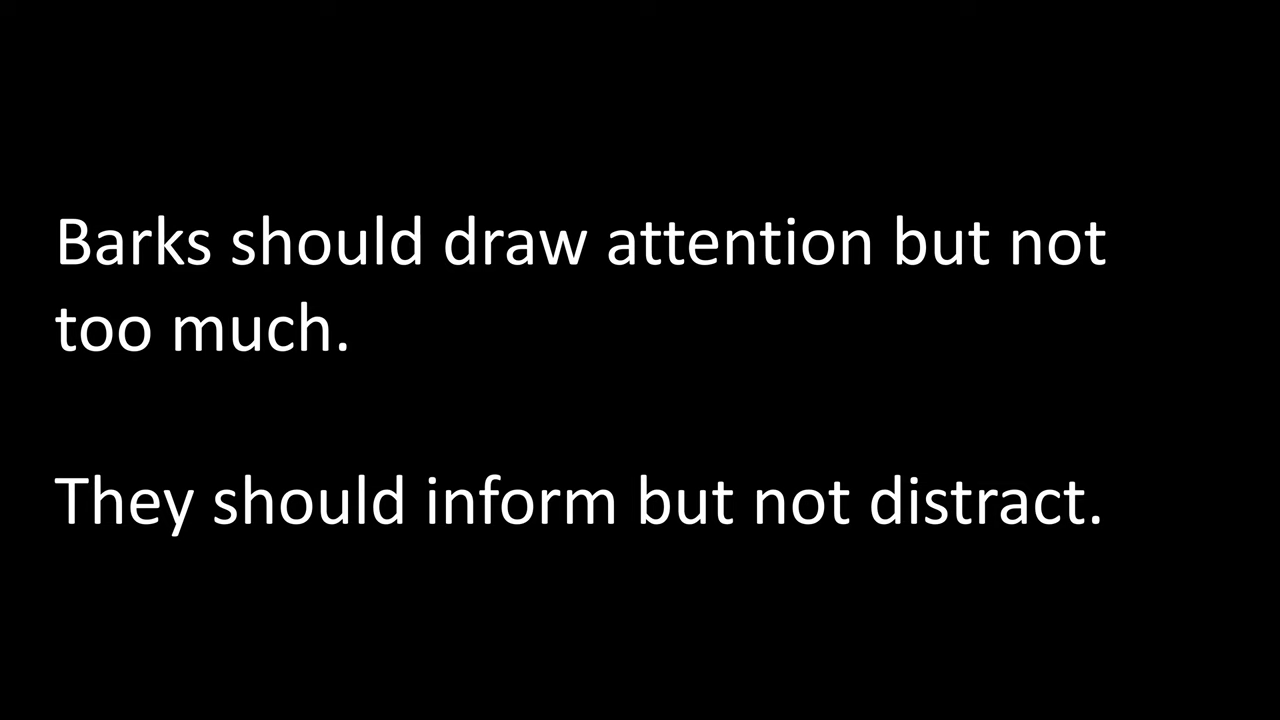 Barks should draw attention but not
too much.
They should inform but not distract.